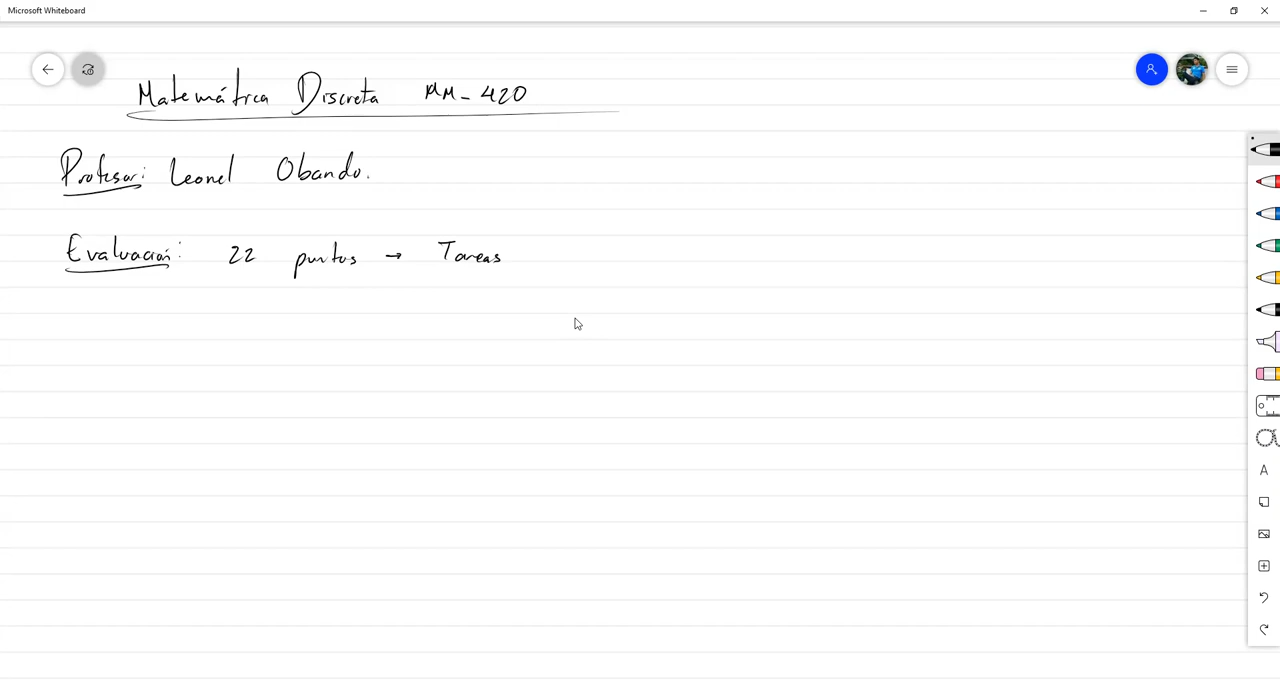 Microsoft Whiteboard
Matemática Discreta MM-420
Profesor: Leonel Obando.
Evaluación: 22 puntos → Tareas
A